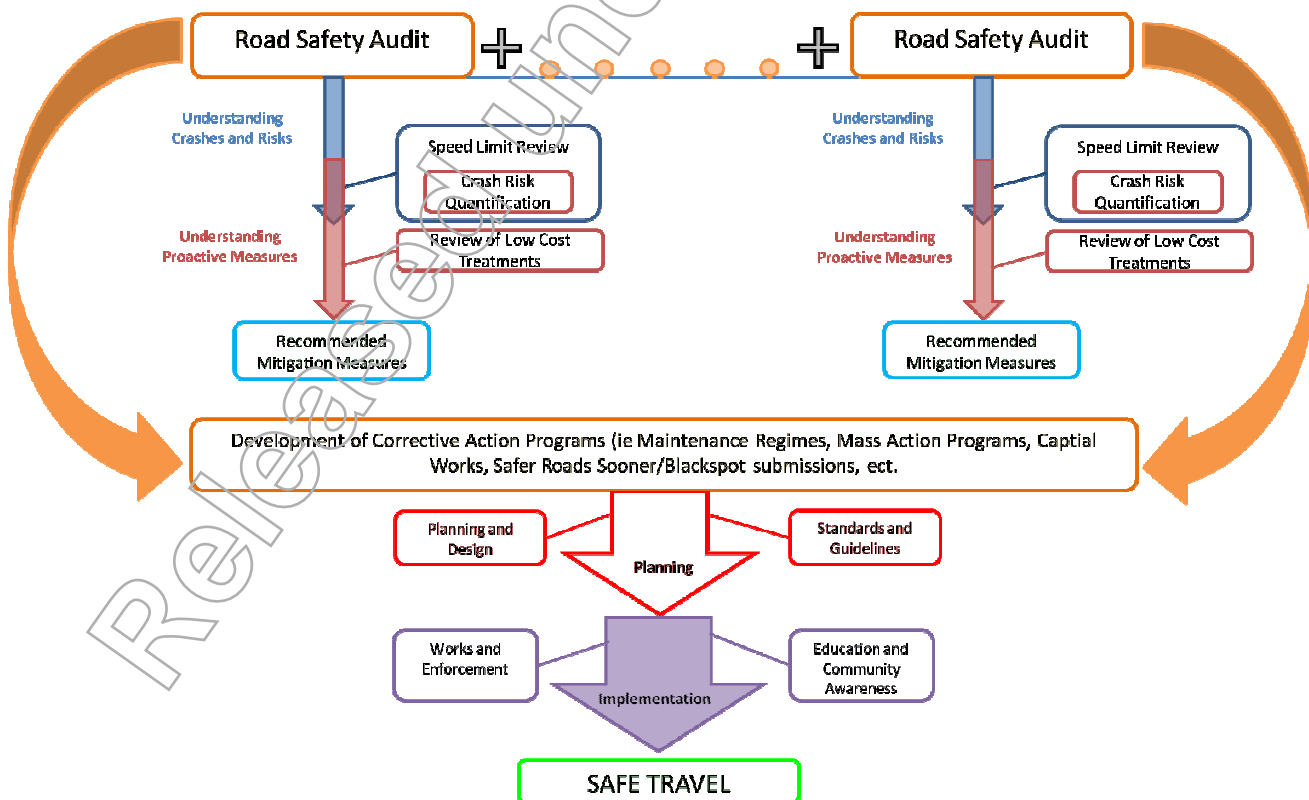 Road Safety Audit
Road Safety Audit
Understanding
Crashes and Risks
Speed Limit Review
Crash Risk
Quantification
Understanding
Proactive Measures
Review of Low Cost
Treatments
Recommended
Mitigation Measures
Understanding
Crashes and Risks
Speed Limit Review
Crash Risk
Quantification
Understanding
Proactive Measures
Review of Low Cost
Treatments
Recommended
Mitigation Measures
Development of Corrective Action Programs (ie Maintenance Regimes, Mass Action Programs, Captial
Works, Safer Roads Sooner/Blackspot submissions, ect.
Planning and
Design
Standards and
Guidelines
Planning
Works and
Enforcement
Education and
Community
Awareness
Implementation
SAFE TRAVEL
Released